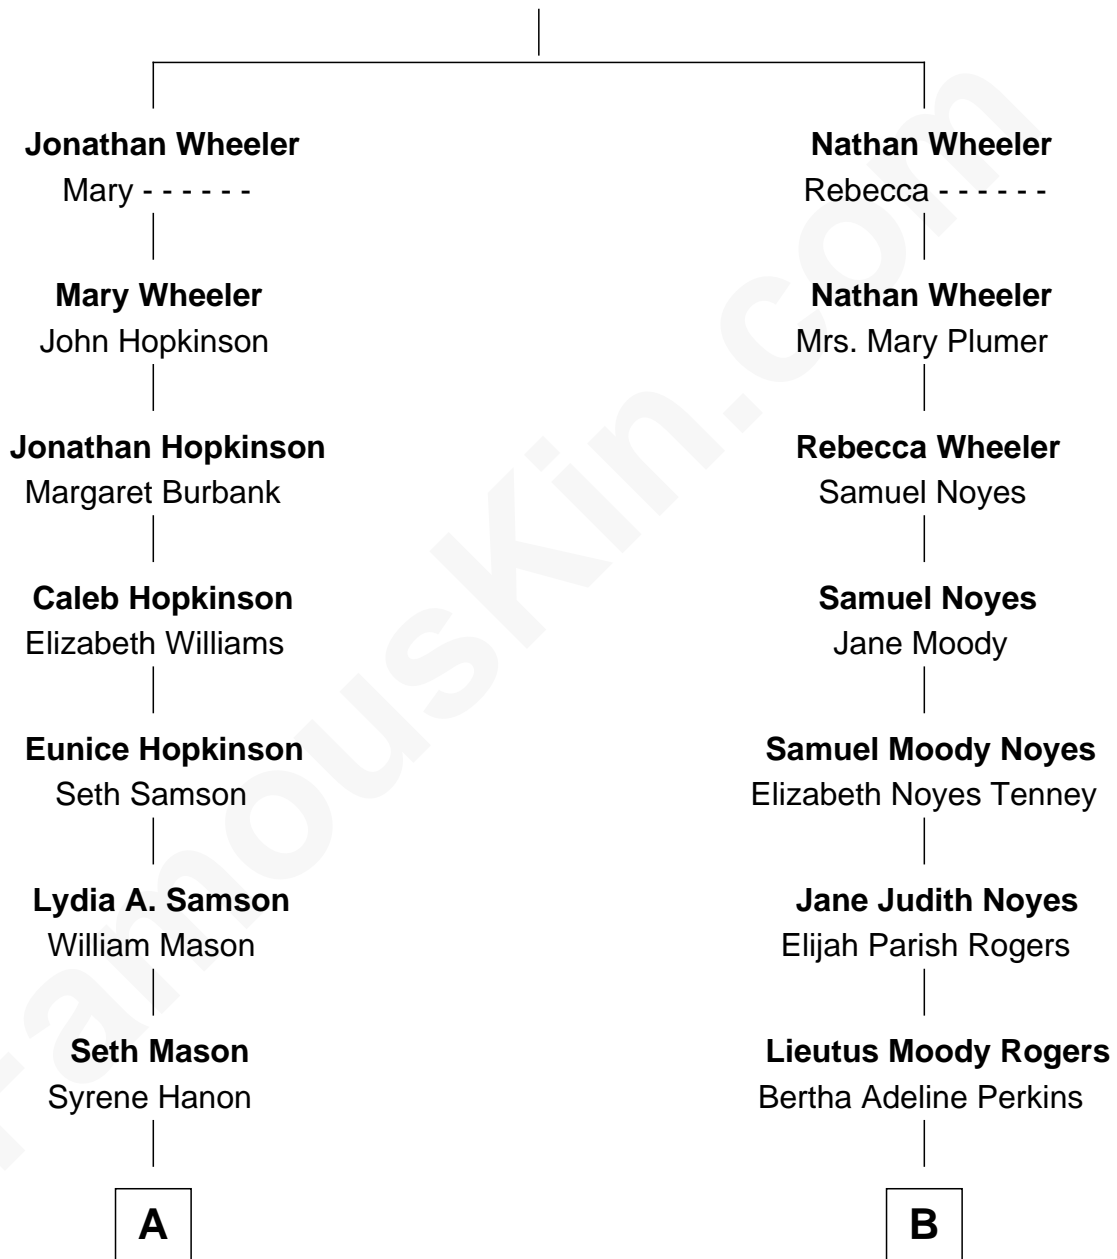 Jonathan Wheeler
Mary - - - - - -
Mary Wheeler
John Hopkinson
Jonathan Hopkinson
Margaret Burbank
Caleb Hopkinson
Elizabeth Williams
Eunice Hopkinson
Seth Samson
Lydia A. Samson
William Mason
Seth Mason
Syrene Hanon
A
Nathan Wheeler
Rebecca - - - - - -
Nathan Wheeler
Mrs. Mary Plumer
Rebecca Wheeler
Samuel Noyes
Samuel Noyes
Jane Moody
Samuel Moody Noyes
Elizabeth Noyes Tenney
Jane Judith Noyes
Elijah Parish Rogers
Lieutus Moody Rogers
Bertha Adeline Perkins
B
FamousKin.com